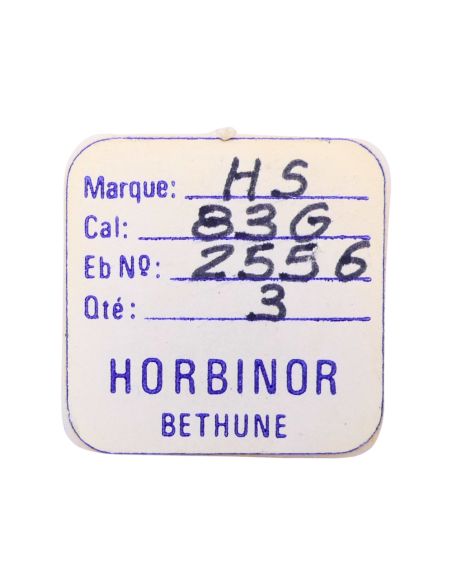 Marque: HS
Cal: 83G
Eb Nº: 2556
Qté: 3
HORBINOR
BETHUNE